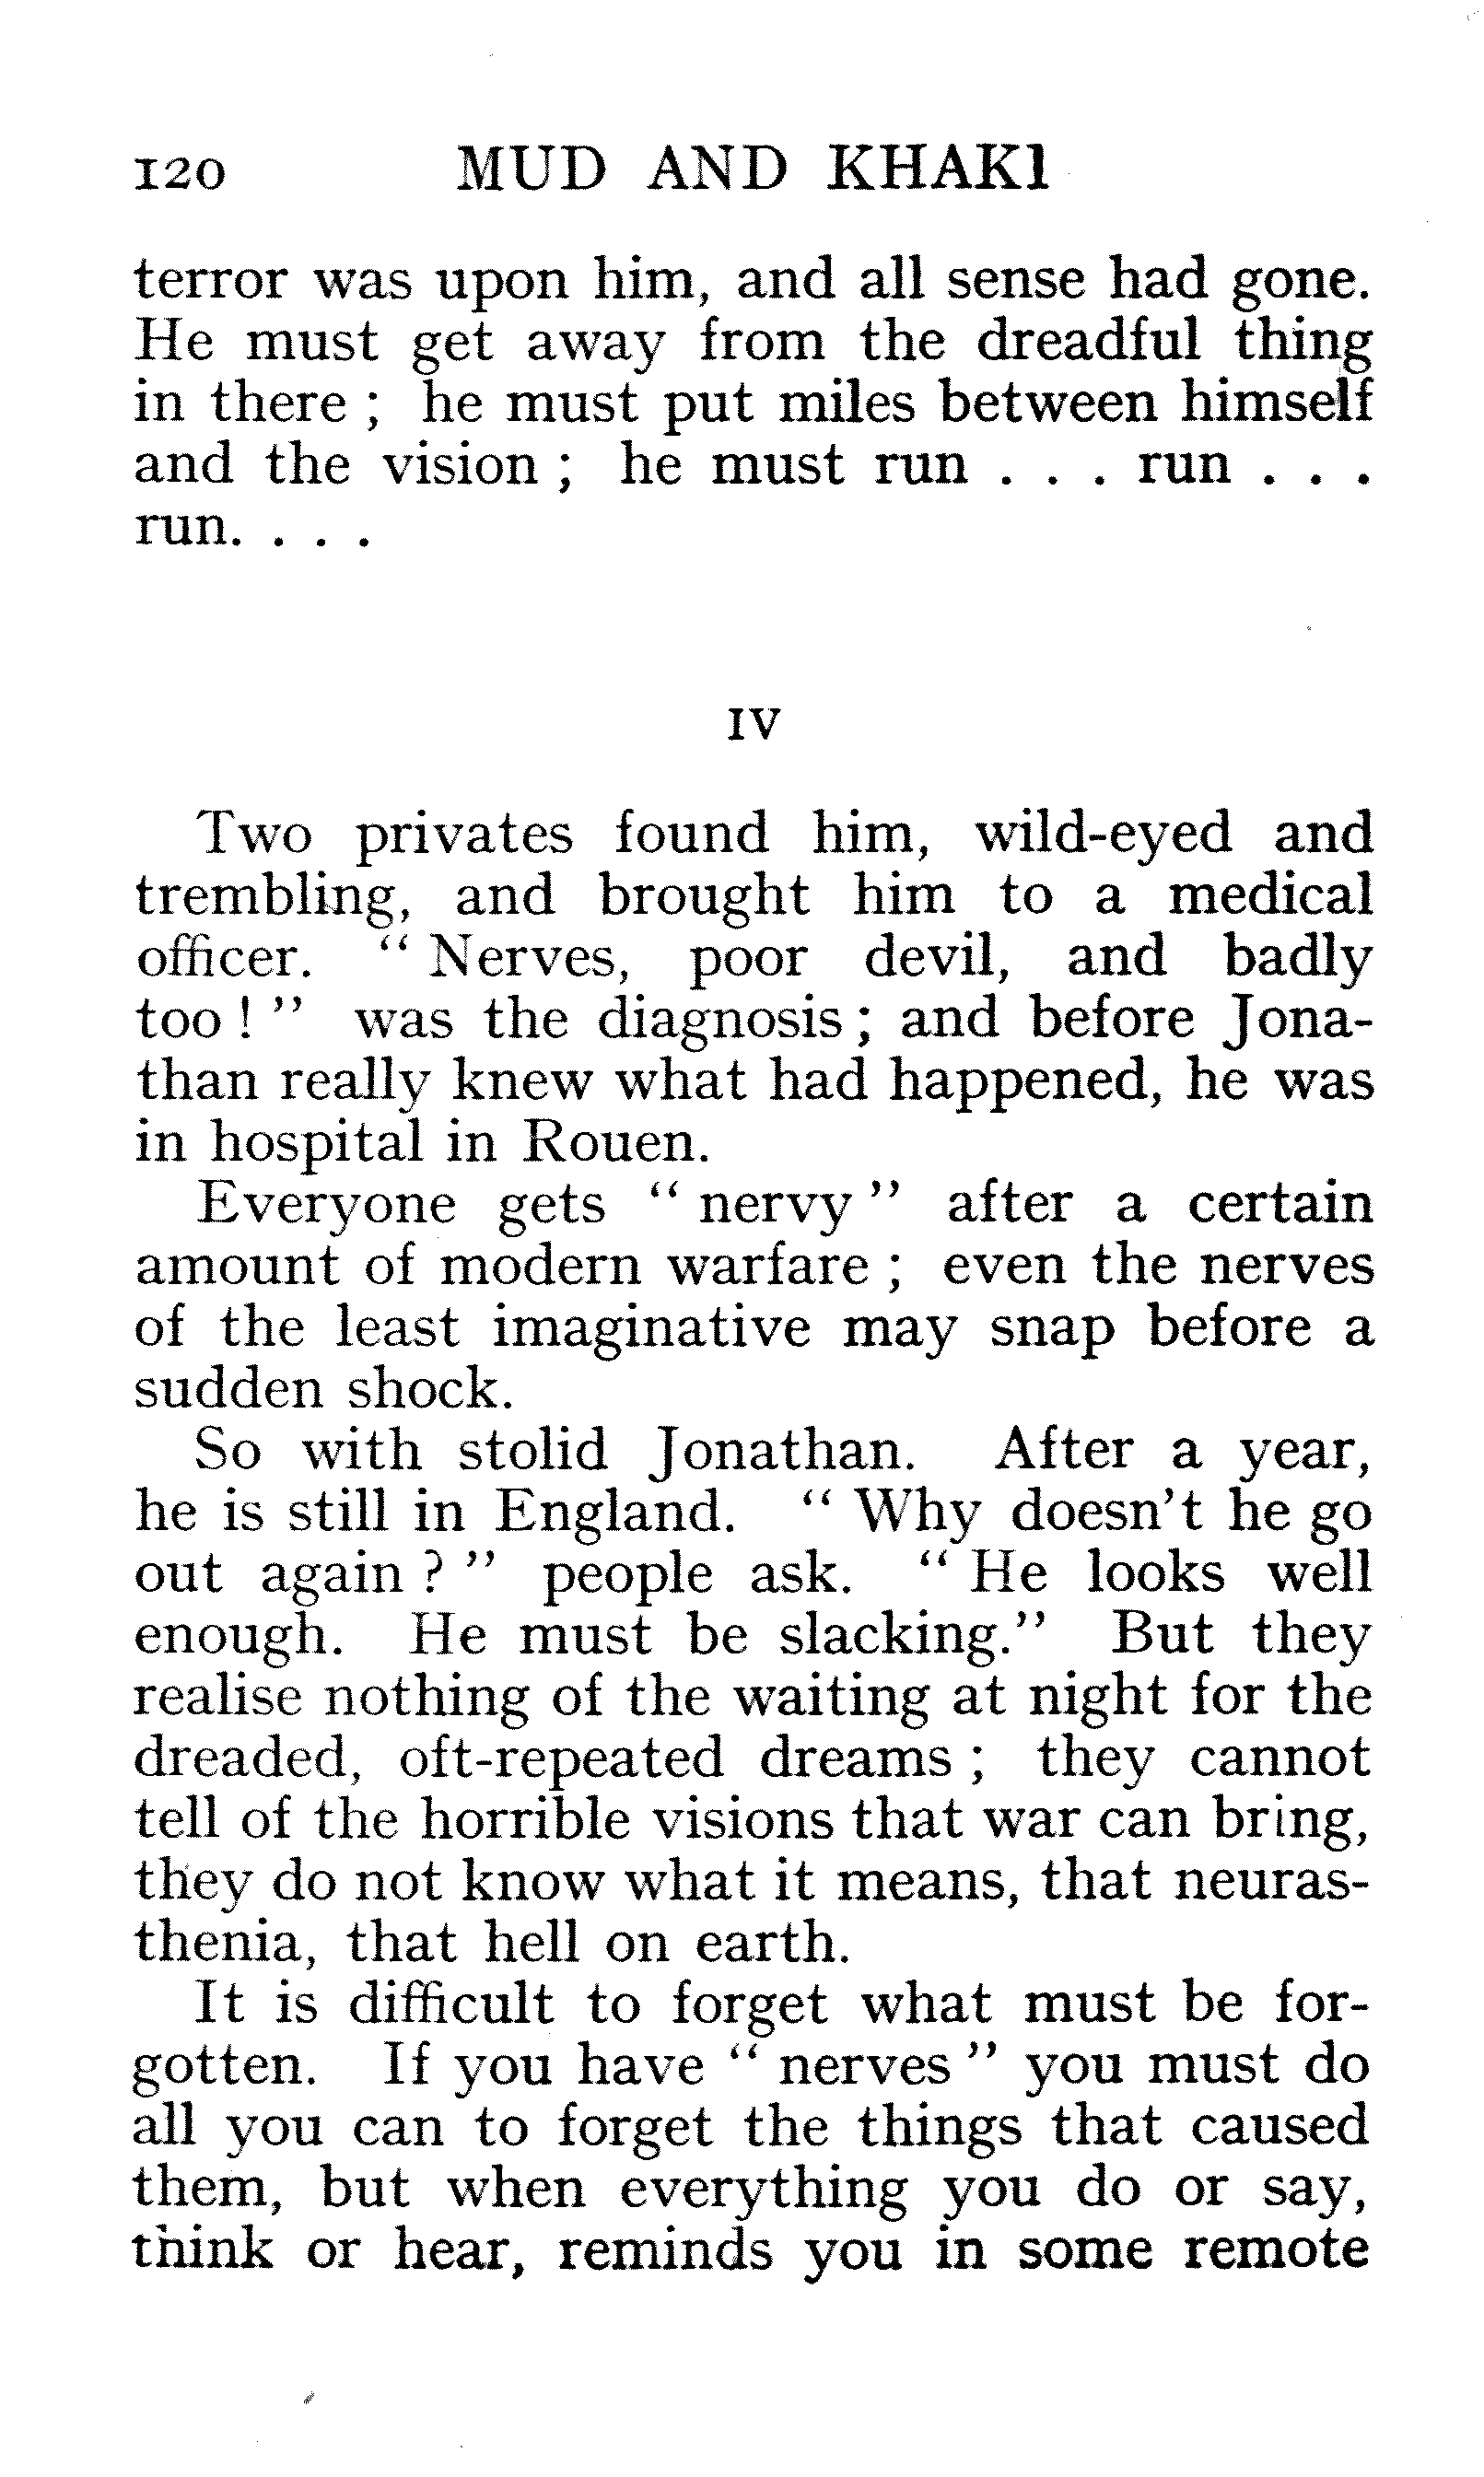 120 MUD AND KHAKI
terror was upon him, and all sense had gone.
He must get away from the dreadful thing
in there ; he must put miles between himself
and the vision ; he must run . . . run . . .
run. . . .
IV
Two privates found him, wild-eyed and
trembling, and brought him to a medical
officer. “ Nerves, poor devil, and badly
too ! ” was the diagnosis ; and before Jona-
than really knew what had happened, he was
in hospital in Rouen.
Everyone gets “ nervy ” after a certain
amount of modern warfare ; even the nerves
of the least imaginative may snap before a
sudden shock.
So with stolid Jonathan. After a year,
he is still in England. “ Why doesn’t he go
out again ? ” people ask. “ He looks well
enough. He must be slacking.” But they
realise nothing of the waiting at night for the
dreaded, oft-repeated dreams ; they cannot
tell of the horrible visions that war can bring,
they do not know what it means, that neuras-
thenia, that hell on earth.
It is difficult to forget what must be for-
gotten. If you have “ nerves ” you must do
all you can to forget the things that caused
them, but when everything you do or say,
think or hear, reminds you in some remote